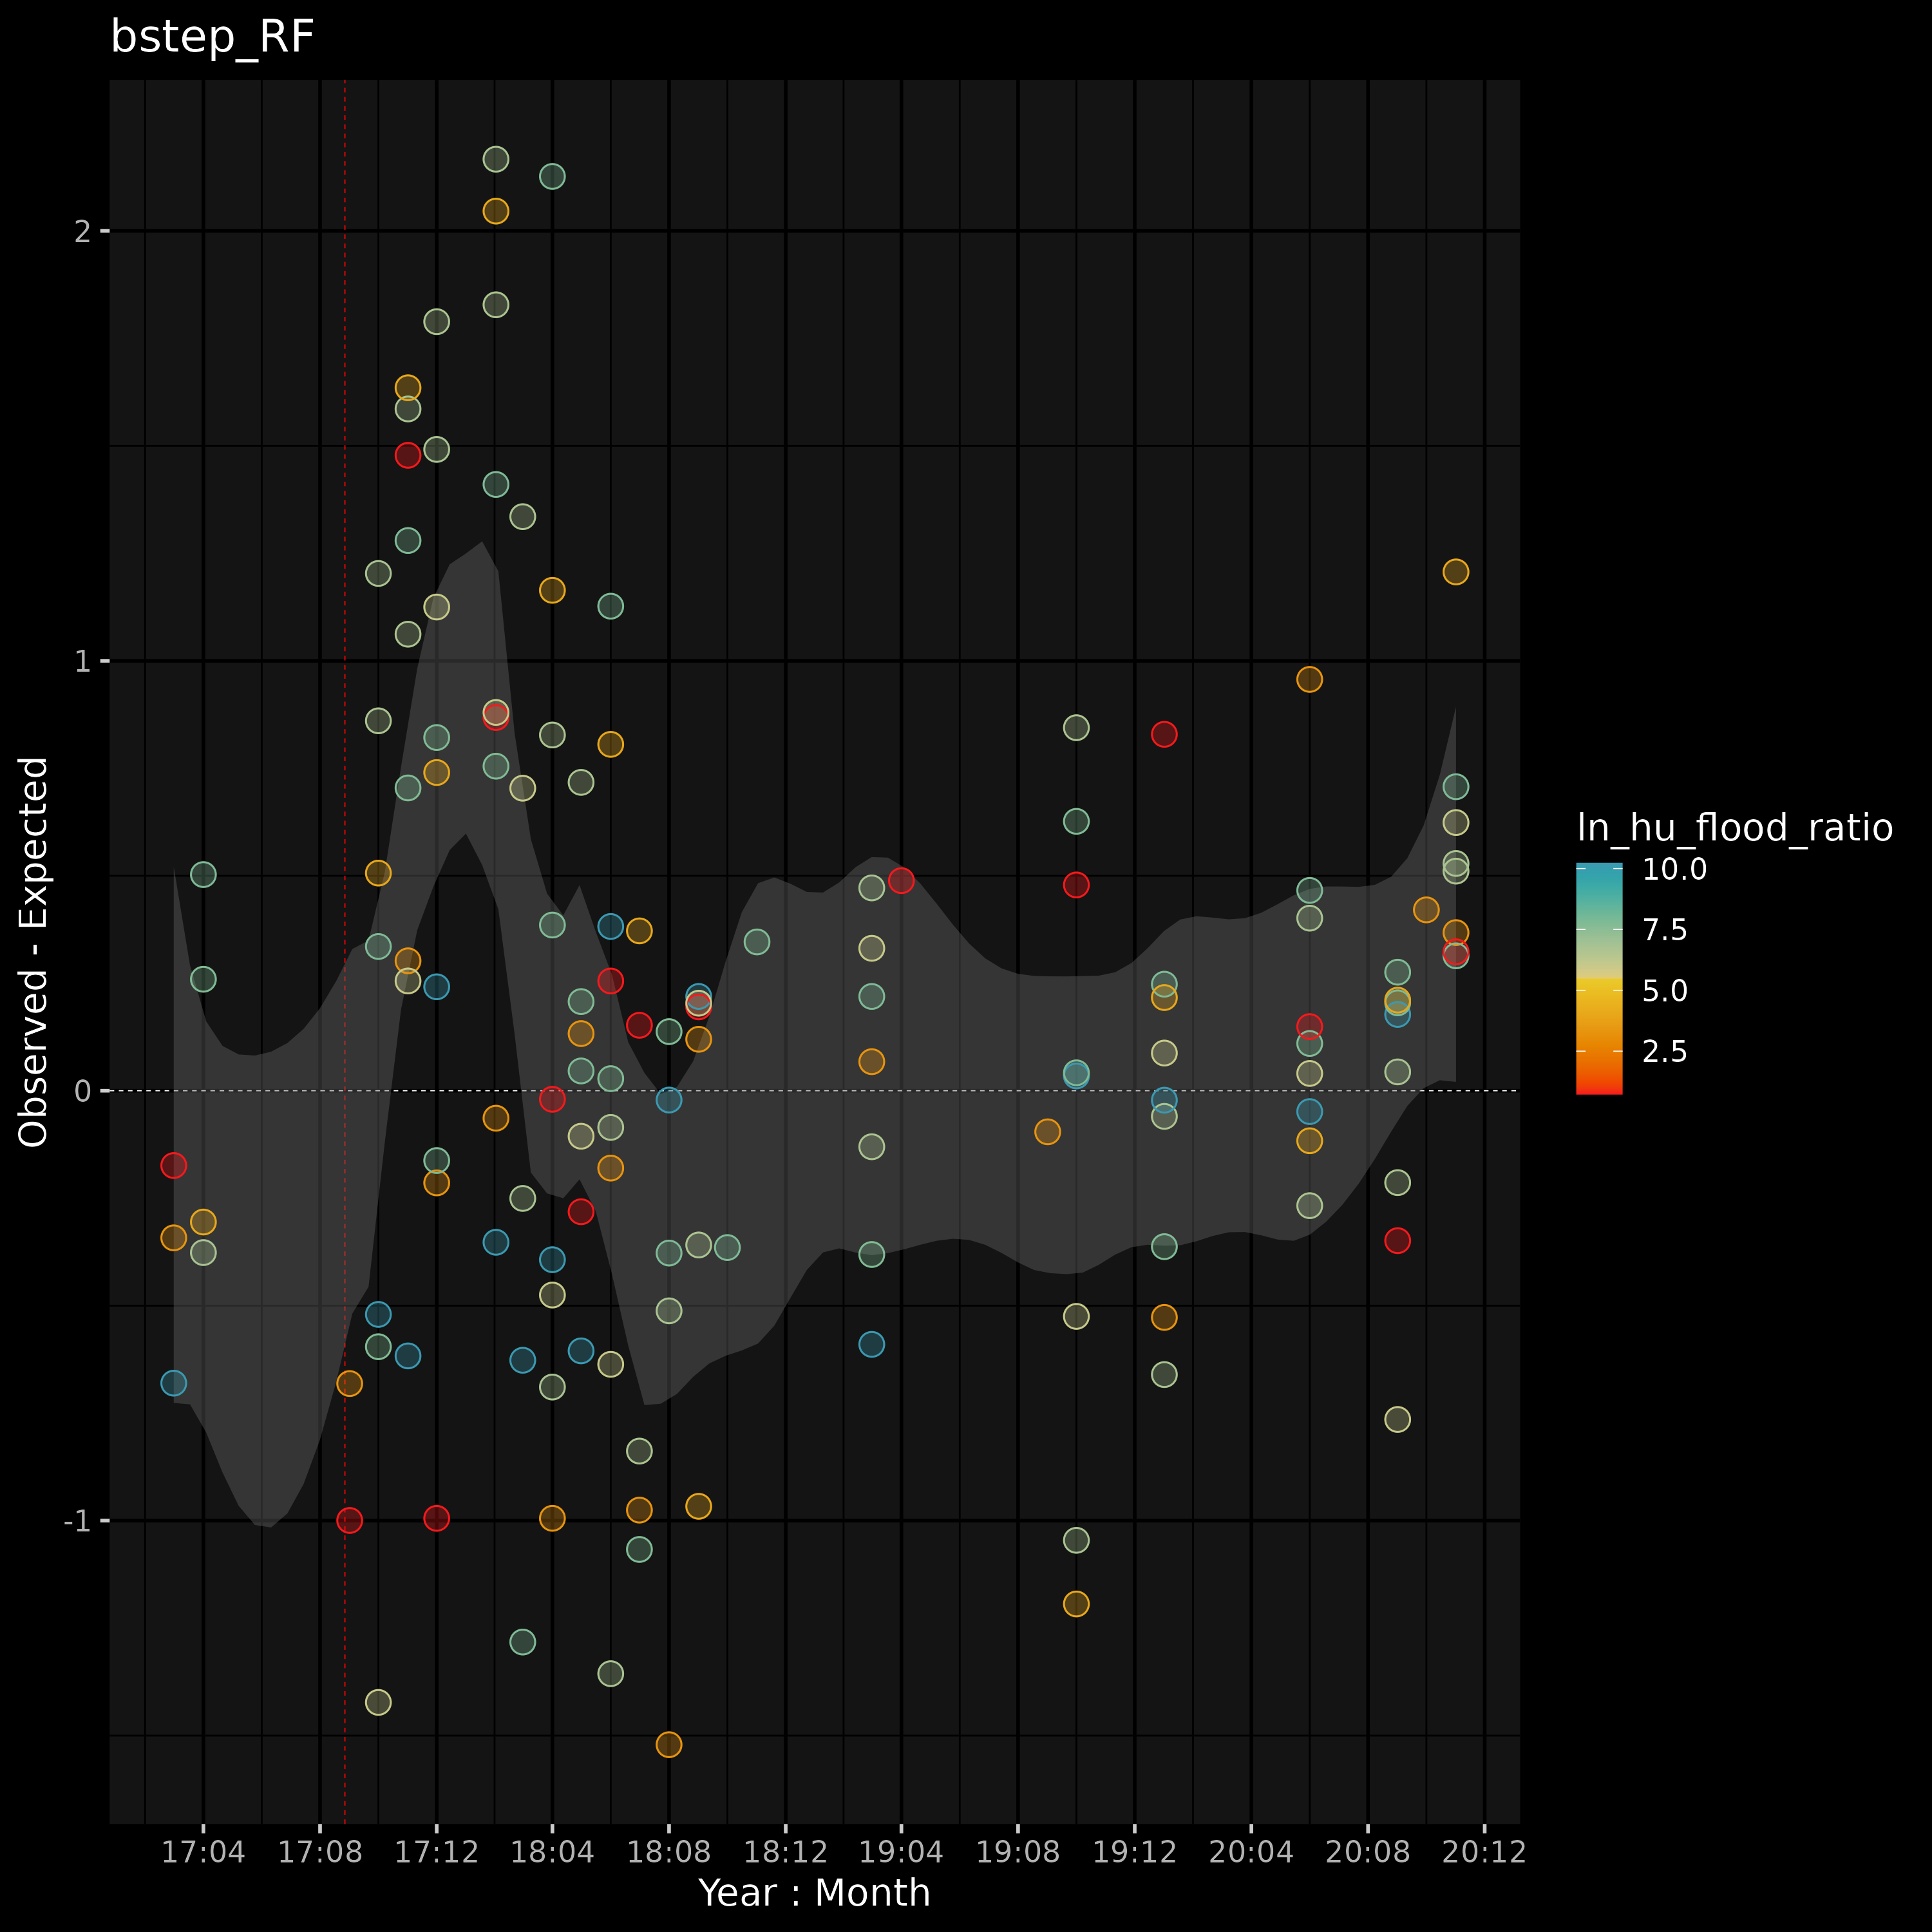 bstep_RF
2
1
0
-1
Observed - Expected
17:04 17:08 17:12 18:04 18:08 18:12 19:04 19:08 19:12 20:04 20:08 20:12
Year : Month
ln_hu_flood_ratio
10.0
7.5
5.0
2.5